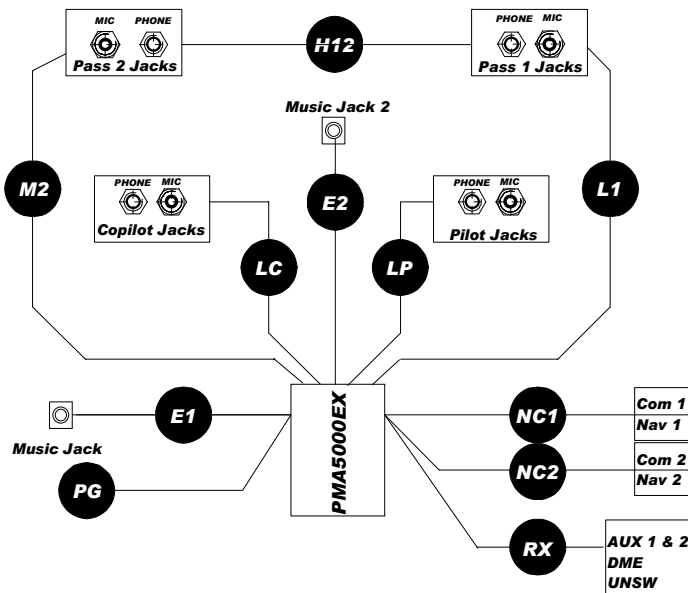 MIC PHONE
Pass 2 Jacks
H12
PHONE MIC
Pass 1 Jacks
Music Jack 2
M2
PHONE MIC
Copilot Jacks
E2
PHONE MIC
Pilot Jacks
L1
LC
LP
Music Jack
E1
PG
PMA5000EX
NC1
Com 1
Nav 1
NC2
Com 2
Nav 2
RX
AUX 1 & 2
DME
UNSW